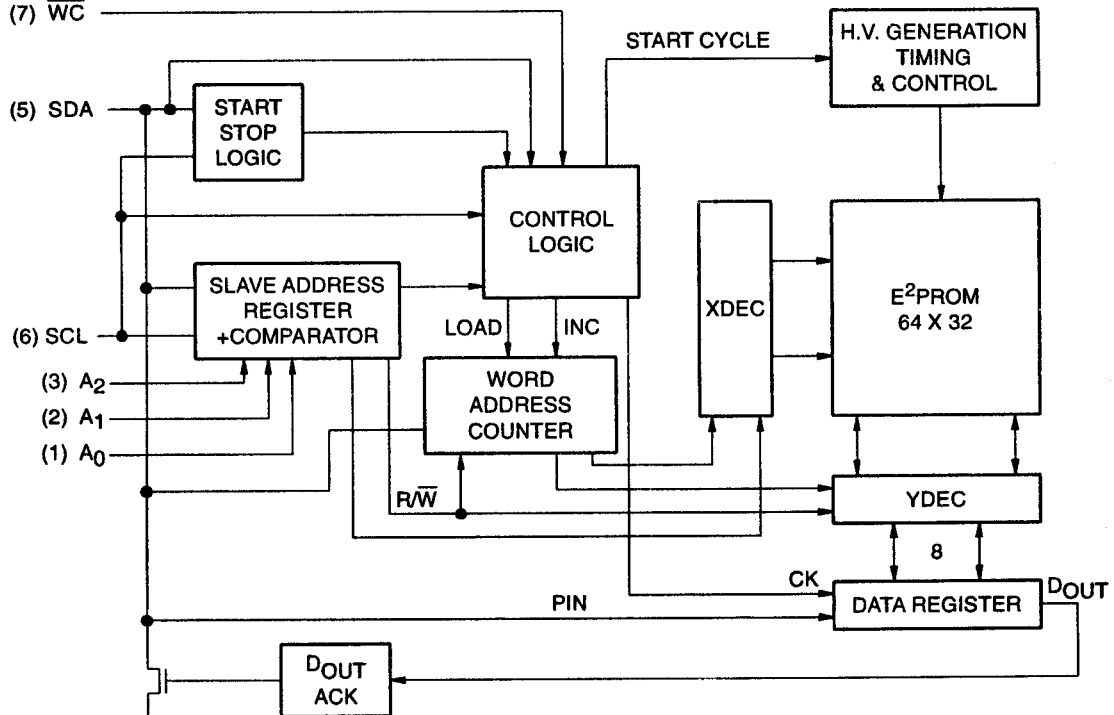 (7) W̅C̅
START CYCLE
H.V. GENERATION
TIMING
& CONTROL
(5) SDA
START
STOP
LOGIC
CONTROL
LOGIC
XDEC
E²PROM
64 X 32
SLAVE ADDRESS
REGISTER
+COMPARATOR
(6) SCL
LOAD
INC
(3) A₂
(2) A₁
(1) A₀
WORD
ADDRESS
COUNTER
R/W̅
YDEC
8
CK
PIN
DATA REGISTER
DOUT
DOUT
ACK